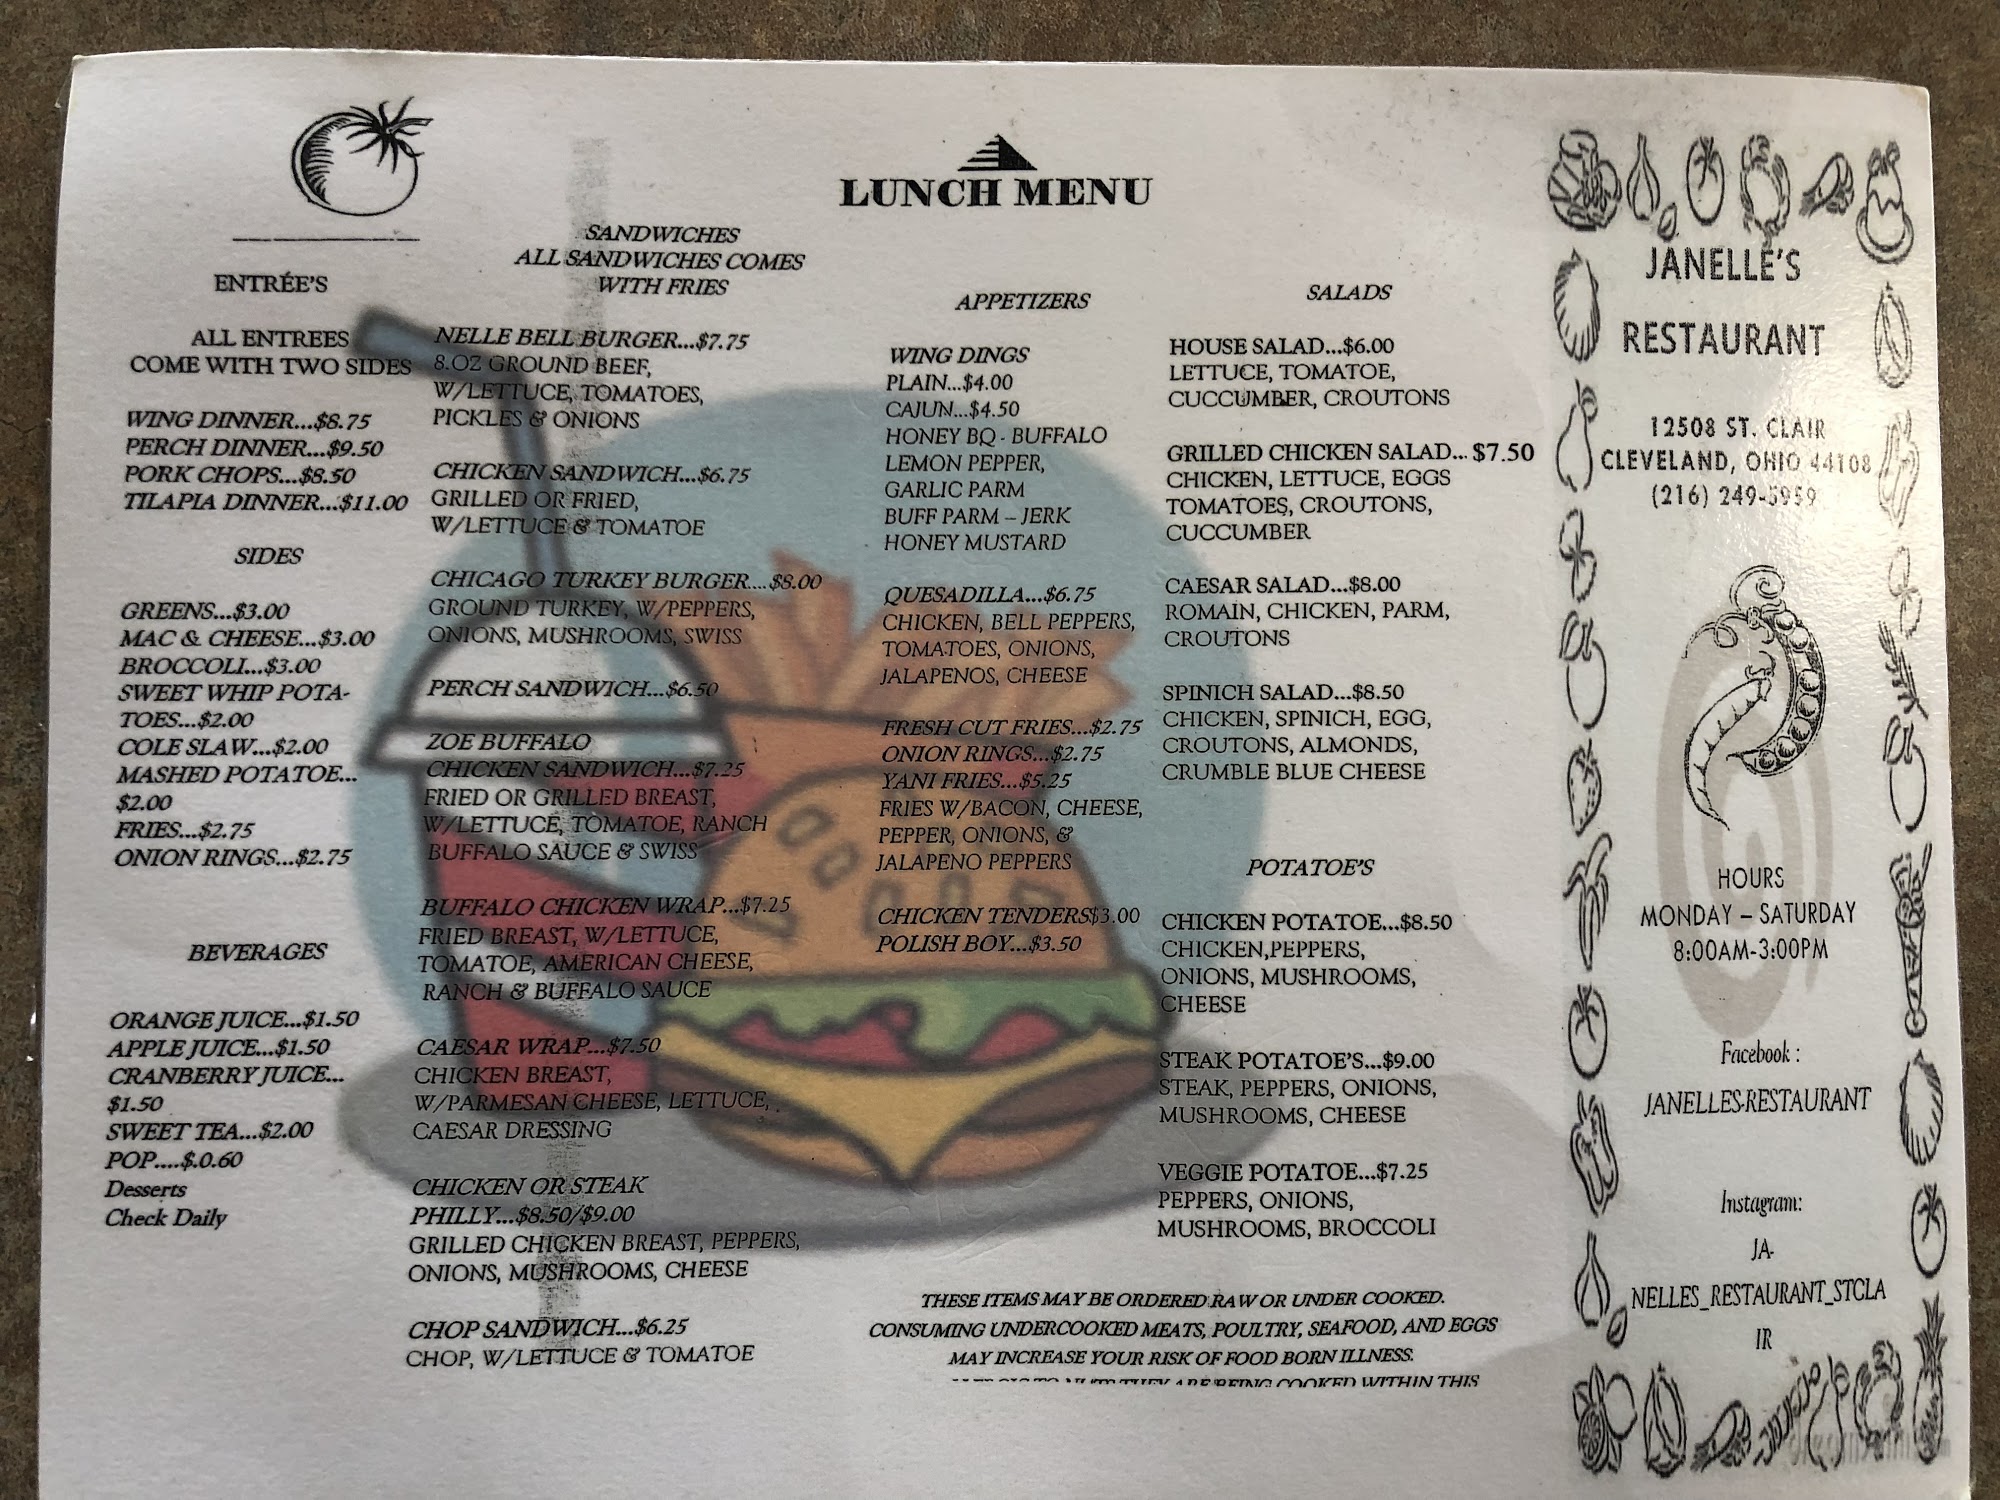 LUNCH MENU
ENTRÉE'S
ALL ENTREES
COME WITH TWO SIDES
WING DINNER...$8.75
PERCH DINNER...$9.50
PORK CHOPS...$8.50
TILAPIA DINNER...$11.00
SIDES
GREENS...$3.00
MAC & CHEESE...$3.00
BROCCOLI...$3.00
SWEET WHIP POTA-
TOES...$2.00
COLE SLAW...$2.00
MASHED POTATOE...
$2.00
FRIES...$2.75
ONION RINGS...$2.75
BEVERAGES
ORANGE JUICE...$1.50
APPLE JUICE...$1.50
CRANBERRY JUICE...
$1.50
SWEET TEA...$2.00
POP....$.0.60
Desserts
Check Daily
SANDWICHES
ALL SANDWICHES COMES
WITH FRIES
NELLE BELL BURGER...$7.75
8.OZ GROUND BEEF,
W/LETTUCE, TOMATOES,
PICKLES & ONIONS
CHICKEN SANDWICH...$6.75
GRILLED OR FRIED,
W/LETTUCE & TOMATOE
CHICAGO TURKEY BURGER....$8.00
GROUND TURKEY, W/PEPPERS,
ONIONS, MUSHROOMS, SWISS
PERCH SANDWICH...$6.50
ZOE BUFFALO
CHICKEN SANDWICH...$7.25
FRIED OR GRILLED BREAST,
W/LETTUCE, TOMATOE, RANCH
BUFFALO SAUCE & SWISS
BUFFALO CHICKEN WRAP...$7.25
FRIED BREAST, W/LETTUCE,
TOMATOE, AMERICAN CHEESE,
RANCH & BUFFALO SAUCE
CAESAR WRAP...$7.50
CHICKEN BREAST,
W/PARMESAN CHEESE, LETTUCE,
CAESAR DRESSING
CHICKEN OR STEAK
PHILLY...$8.50/$9.00
GRILLED CHICKEN BREAST, PEPPERS,
ONIONS, MUSHROOMS, CHEESE
CHOP SANDWICH...$6.25
CHOP, W/LETTUCE & TOMATOE
APPETIZERS
WING DINGS
PLAIN...$4.00
CAJUN...$4.50
HONEY BQ - BUFFALO
LEMON PEPPER,
GARLIC PARM
BUFF PARM – JERK
HONEY MUSTARD
QUESADILLA...$6.75
CHICKEN, BELL PEPPERS,
TOMATOES, ONIONS,
JALAPENOS, CHEESE
FRESH CUT FRIES...$2.75
ONION RINGS...$2.75
YANI FRIES...$5.25
FRIES W/BACON, CHEESE,
PEPPER, ONIONS, &
JALAPENO PEPPERS
CHICKEN TENDERS$3.00
POLISH BOY...$3.50
SALADS
HOUSE SALAD...$6.00
LETTUCE, TOMATOE,
CUCCUMBER, CROUTONS
GRILLED CHICKEN SALAD... $7.50
CHICKEN, LETTUCE, EGGS
TOMATOES, CROUTONS,
CUCCUMBER
CAESAR SALAD...$8.00
ROMAIN, CHICKEN, PARM,
CROUTONS
SPINICH SALAD...$8.50
CHICKEN, SPINICH, EGG,
CROUTONS, ALMONDS,
CRUMBLE BLUE CHEESE
POTATOE'S
CHICKEN POTATOE...$8.50
CHICKEN,PEPPERS,
ONIONS, MUSHROOMS,
CHEESE
STEAK POTATOE'S...$9.00
STEAK, PEPPERS, ONIONS,
MUSHROOMS, CHEESE
VEGGIE POTATOE...$7.25
PEPPERS, ONIONS,
MUSHROOMS, BROCCOLI
THESE ITEMS MAY BE ORDERED RAW OR UNDER COOKED.
CONSUMING UNDERCOOKED MEATS, POULTRY, SEAFOOD, AND EGGS
MAY INCREASE YOUR RISK OF FOOD BORN ILLNESS.
TO NUTS THEY ARE BEING COOKED WITHIN THIS
JANELLE'S
RESTAURANT
12508 ST. CLAIR
CLEVELAND, OHIO 44108
(216) 249-5959
HOURS
MONDAY – SATURDAY
8:00AM-3:00PM
Facebook :
JANELLES-RESTAURANT
Instagram:
JA-
NELLES_RESTAURANT_STCLA
IR